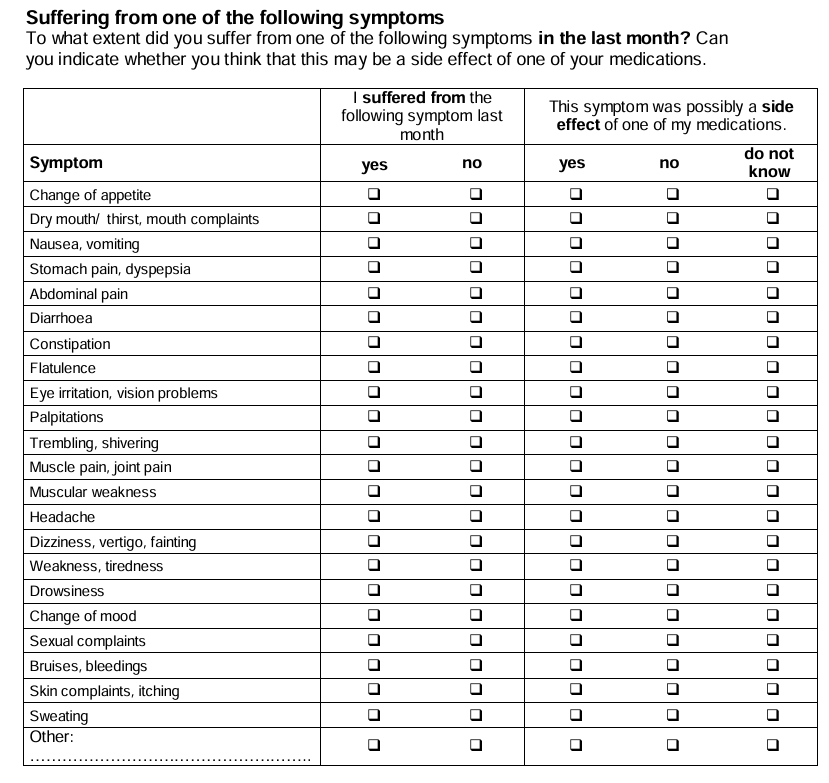 Suffering from one of the following symptoms
To what extent did you suffer from one of the following symptoms in the last month? Can
you indicate whether you think that this may be a side effect of one of your medications.
I suffered from the
following symptom last
month
This symptom was possibly a side
effect of one of my medications.
Symptom yes no yes no do not
know
Change of appetite ❑ ❑ ❑ ❑ ❑
Dry mouth/ thirst, mouth complaints ❑ ❑ ❑ ❑ ❑
Nausea, vomiting ❑ ❑ ❑ ❑ ❑
Stomach pain, dyspepsia ❑ ❑ ❑ ❑ ❑
Abdominal pain ❑ ❑ ❑ ❑ ❑
Diarrhoea ❑ ❑ ❑ ❑ ❑
Constipation ❑ ❑ ❑ ❑ ❑
Flatulence ❑ ❑ ❑ ❑ ❑
Eye irritation, vision problems ❑ ❑ ❑ ❑ ❑
Palpitations ❑ ❑ ❑ ❑ ❑
Trembling, shivering ❑ ❑ ❑ ❑ ❑
Muscle pain, joint pain ❑ ❑ ❑ ❑ ❑
Muscular weakness ❑ ❑ ❑ ❑ ❑
Headache ❑ ❑ ❑ ❑ ❑
Dizziness, vertigo, fainting ❑ ❑ ❑ ❑ ❑
Weakness, tiredness ❑ ❑ ❑ ❑ ❑
Drowsiness ❑ ❑ ❑ ❑ ❑
Change of mood ❑ ❑ ❑ ❑ ❑
Sexual complaints ❑ ❑ ❑ ❑ ❑
Bruises, bleedings ❑ ❑ ❑ ❑ ❑
Skin complaints, itching ❑ ❑ ❑ ❑ ❑
Sweating ❑ ❑ ❑ ❑ ❑
Other: ❑ ❑ ❑ ❑ ❑
....................................................